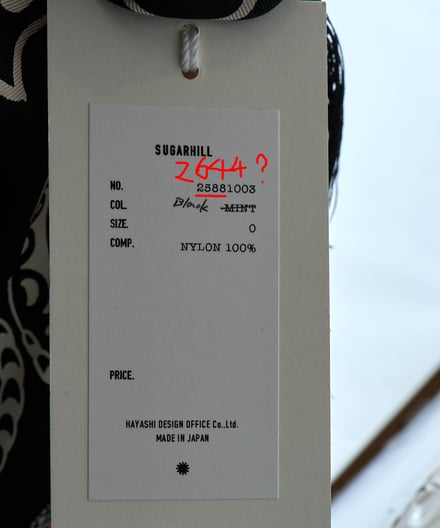 SUGARHILL
2644?
NO. 25881003
COL. Black MINT
SIZE. 0
COMP. NYLON 100%
PRICE.
HAYASHI DESIGN OFFICE Co.,Ltd.
MADE IN JAPAN